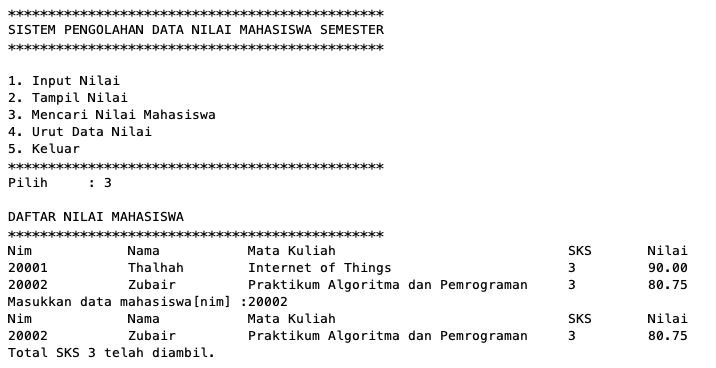 ***********************************************
SISTEM PENGOLAHAN DATA NILAI MAHASISWA SEMESTER
***********************************************
1. Input Nilai
2. Tampil Nilai
3. Mencari Nilai Mahasiswa
4. Urut Data Nilai
5. Keluar
***********************************************
Pilih     : 3
DAFTAR NILAI MAHASISWA
***********************************************
Nim            Nama           Mata Kuliah                             SKS       Nilai
20001          Thalhah        Internet of Things                      3         90.00
20002          Zubair         Praktikum Algoritma dan Pemrograman     3         80.75
Masukkan data mahasiswa[nim] :20002
Nim            Nama           Mata Kuliah                             SKS       Nilai
20002          Zubair         Praktikum Algoritma dan Pemrograman     3         80.75
Total SKS 3 telah diambil.